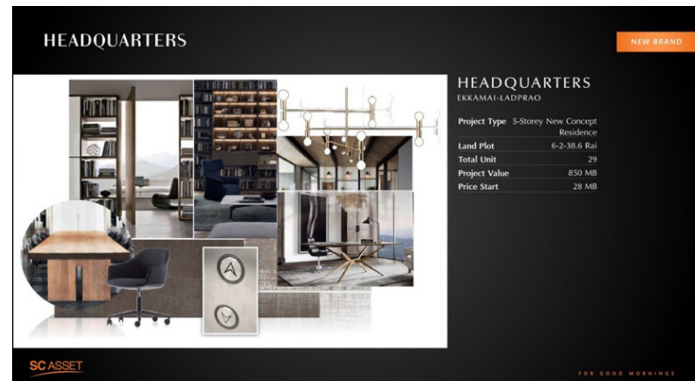 HEADQUARTERS
NEW BRAND
HEADQUARTERS
EKKAMAI-LADPRAO
Project Type 5-Storey New Concept
Residence
Land Plot 6-2-38.6 Rai
Total Unit 29
Project Value 850 MB
Price Start 28 MB
SC ASSET
FOR GOOD MORNINGS